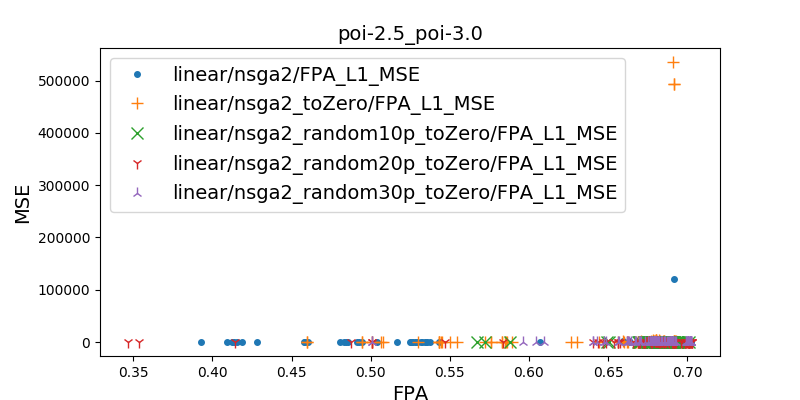 poi-2.5_poi-3.0
linear/nsga2/FPA_L1_MSE
linear/nsga2_toZero/FPA_L1_MSE
linear/nsga2_random10p_toZero/FPA_L1_MSE
linear/nsga2_random20p_toZero/FPA_L1_MSE
linear/nsga2_random30p_toZero/FPA_L1_MSE
MSE
500000
400000
300000
200000
100000
0
0.35 0.40 0.45 0.50 0.55 0.60 0.65 0.70
FPA